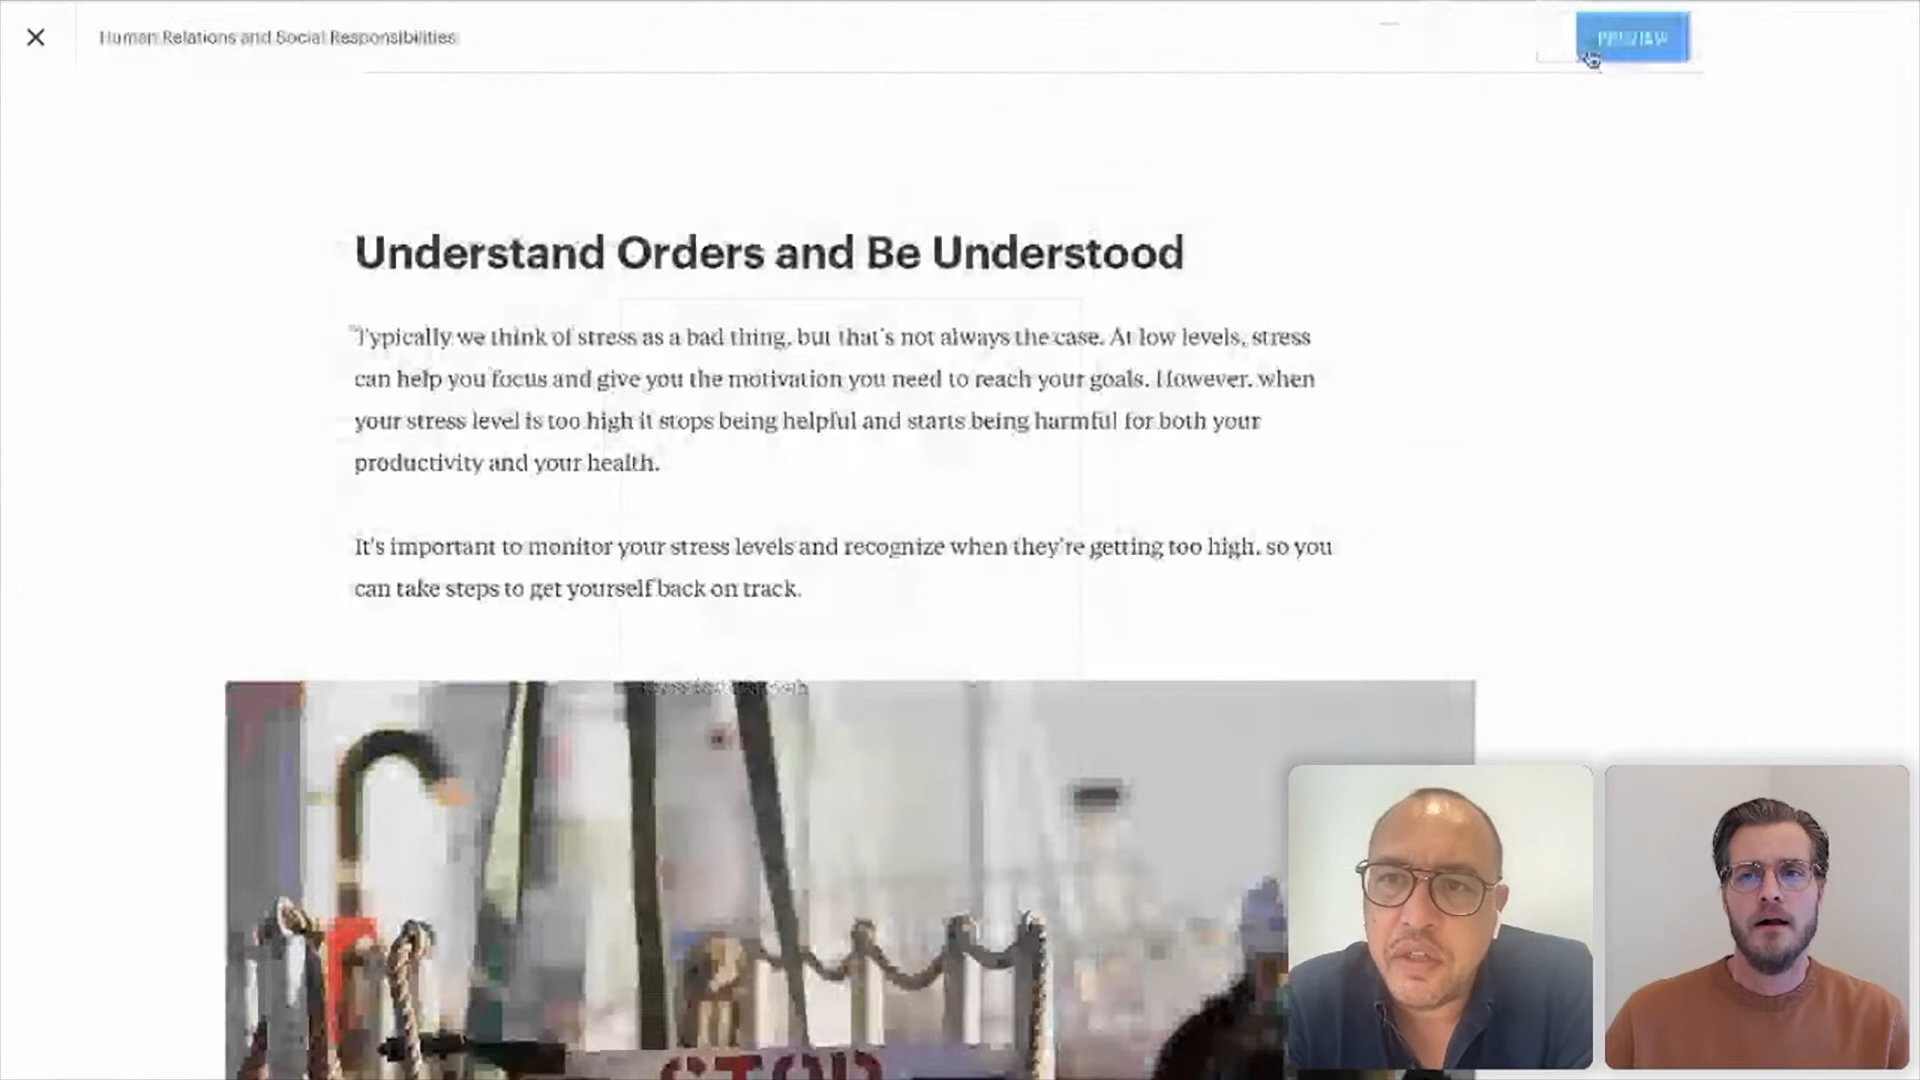 Human Relations and Social Responsibilities
PREVIEW
Understand Orders and Be Understood
Typically we think of stress as a bad thing, but that's not always the case. At low levels, stress
can help you focus and give you the motivation you need to reach your goals. However, when
your stress level is too high it stops being helpful and starts being harmful for both your
productivity and your health.
It's important to monitor your stress levels and recognize when they're getting too high, so you
can take steps to get yourself back on track.
STOP